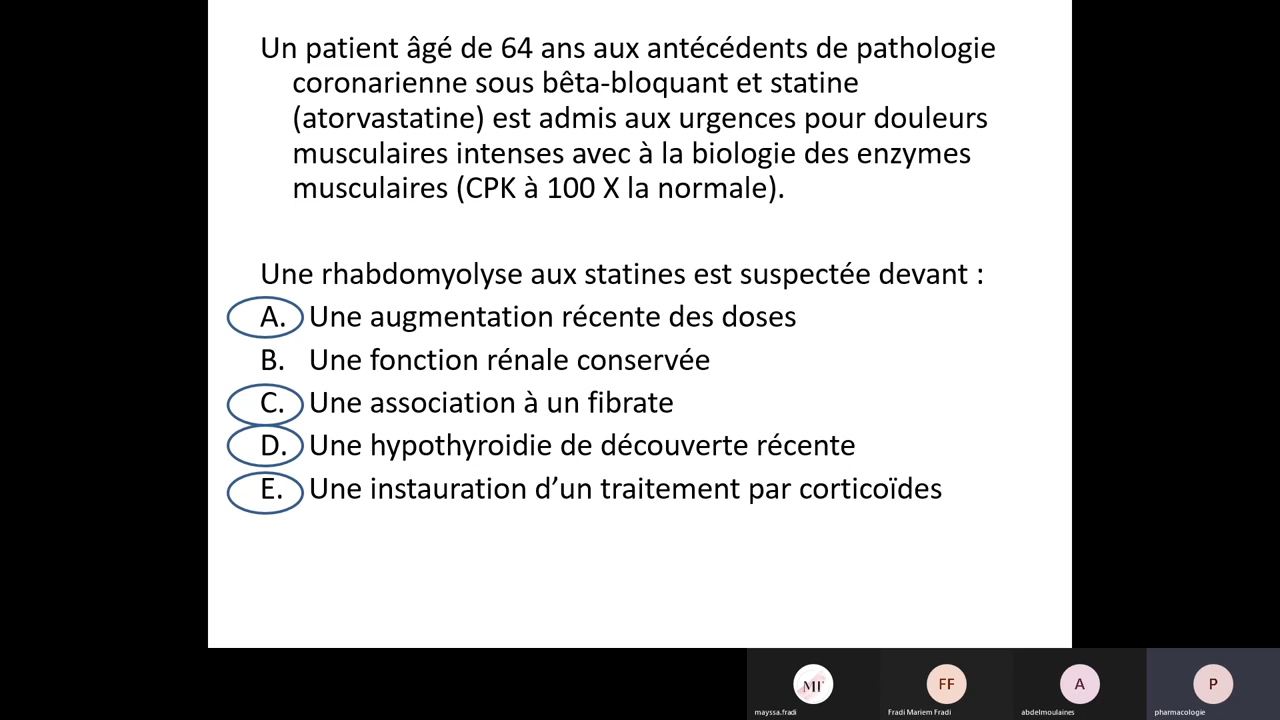 Un patient âgé de 64 ans aux antécédents de pathologie
coronarienne sous bêta-bloquant et statine
(atorvastatine) est admis aux urgences pour douleurs
musculaires intenses avec à la biologie des enzymes
musculaires (CPK à 100 X la normale).
Une rhabdomyolyse aux statines est suspectée devant :
A. Une augmentation récente des doses
B. Une fonction rénale conservée
C. Une association à un fibrate
D. Une hypothyroidie de découverte récente
E. Une instauration d’un traitement par corticoïdes
MF FF A P
mayssa.fradi Fradi Mariem Fradi abdelmoulaines pharmacologie